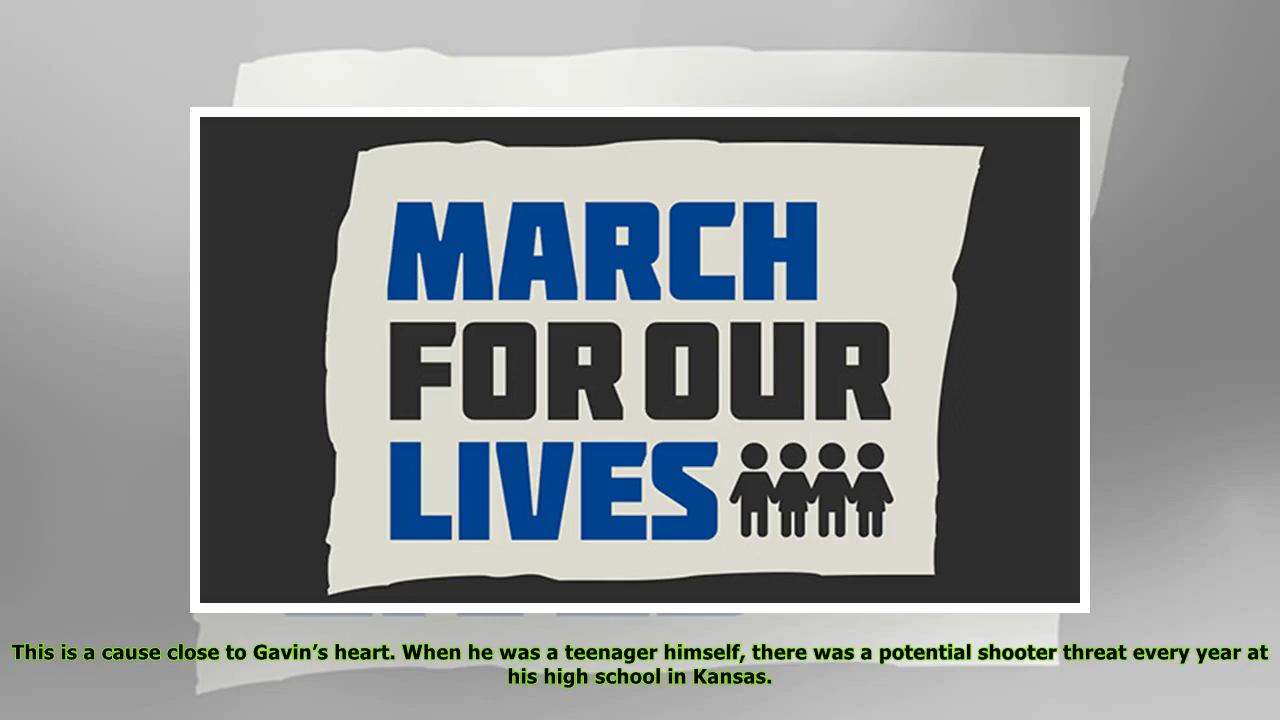 MARCH
FOR OUR
LIVES
This is a cause close to Gavin’s heart. When he was a teenager himself, there was a potential shooter threat every year at
his high school in Kansas.